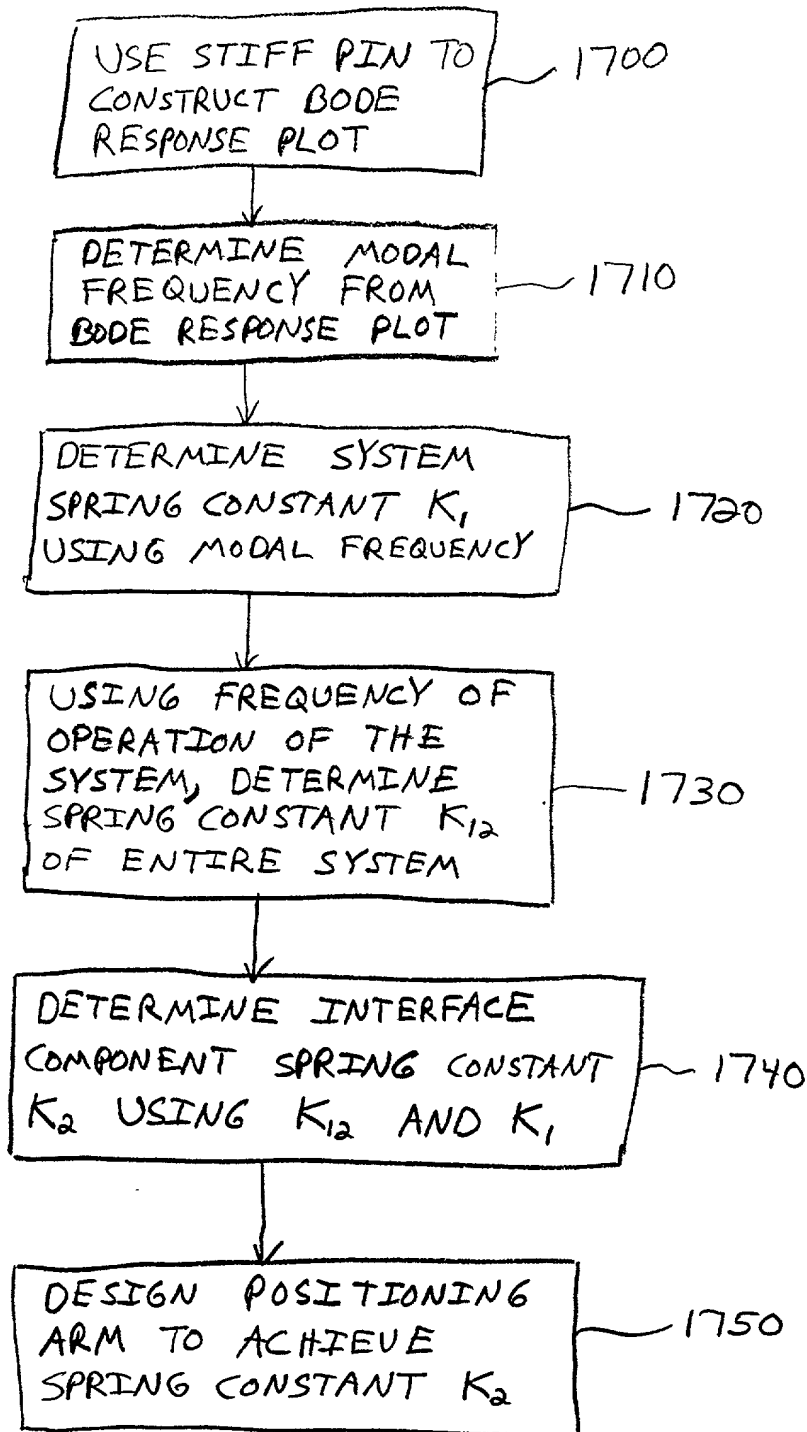 USE STIFF PIN TO
CONSTRUCT BODE
RESPONSE PLOT
1700
DETERMINE MODAL
FREQUENCY FROM
BODE RESPONSE PLOT
1710
DETERMINE SYSTEM
SPRING CONSTANT K₁
USING MODAL FREQUENCY
1720
USING FREQUENCY OF
OPERATION OF THE
SYSTEM, DETERMINE
SPRING CONSTANT K₁₂
OF ENTIRE SYSTEM
1730
DETERMINE INTERFACE
COMPONENT SPRING CONSTANT
K₂ USING K₁₂ AND K₁
1740
DESIGN POSITIONING
ARM TO ACHIEVE
SPRING CONSTANT K₂
1750